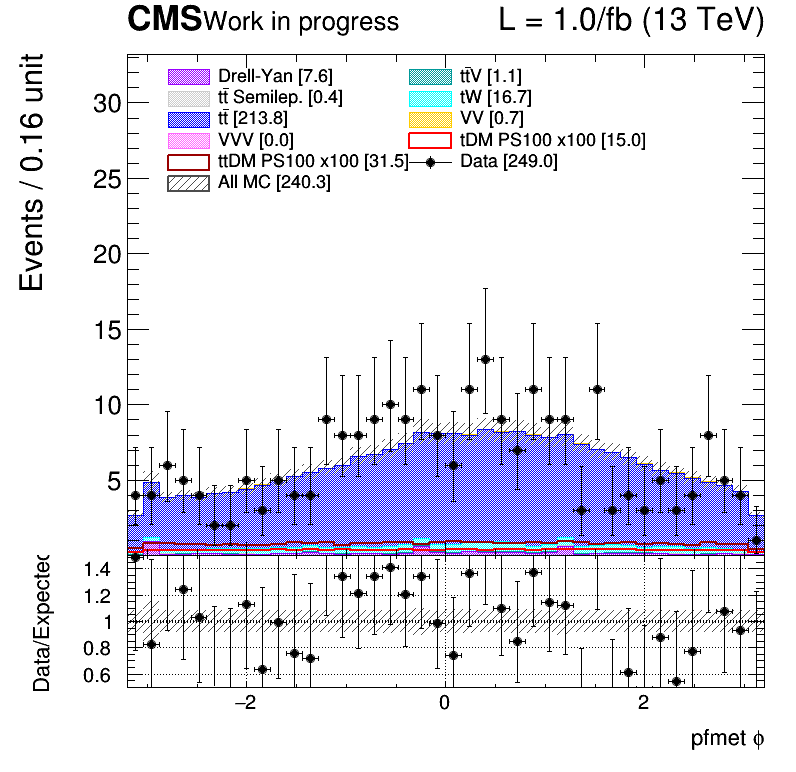 CMS Work in progress L = 1.0/fb (13 TeV)
Events / 0.16 unit
30
25
20
15
10
5
Drell-Yan [7.6]
tt̄V [1.1]
tt̄ Semilep. [0.4]
tW [16.7]
tt̄ [213.8]
VV [0.7]
VVV [0.0]
tDM PS100 x100 [15.0]
ttDM PS100 x100 [31.5]
Data [249.0]
All MC [240.3]
Data/Expected
1.4
1.2
1
0.8
0.6
−2 0 2
pfmet ϕ